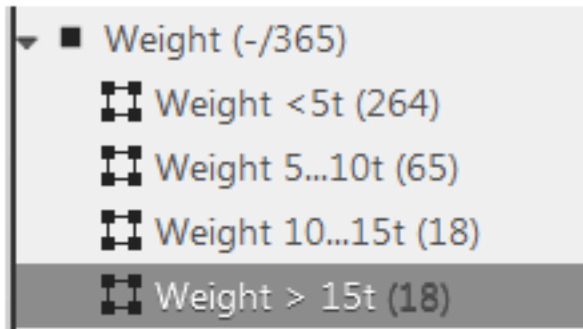 Weight (-/365)
Weight <5t (264)
Weight 5...10t (65)
Weight 10...15t (18)
Weight > 15t (18)